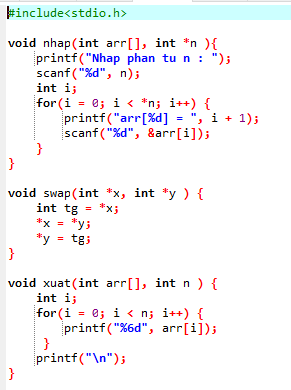 #include<stdio.h>

void nhap(int arr[], int *n ){
    printf("Nhap phan tu n : ");
    scanf("%d", n);
    int i;
    for(i = 0; i < *n; i++) {
        printf("arr[%d] = ", i + 1);
        scanf("%d", &arr[i]);
    }
}

void swap(int *x, int *y ) {
    int tg = *x;
    *x = *y;
    *y = tg;
}

void xuat(int arr[], int n ) {
    int i;
    for(i = 0; i < n; i++) {
        printf("%6d", arr[i]);
     }
    printf("\n");
}